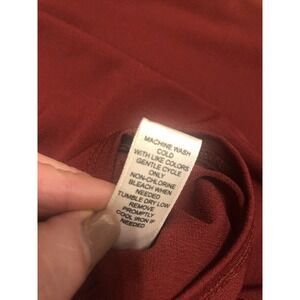 MACHINE WASH
COLD
WITH LIKE COLORS
GENTLE CYCLE
ONLY
NON-CHLORINE
BLEACH WHEN
NEEDED
TUMBLE DRY LOW
REMOVE
PROMPTLY
COOL IRON IF
NEEDED